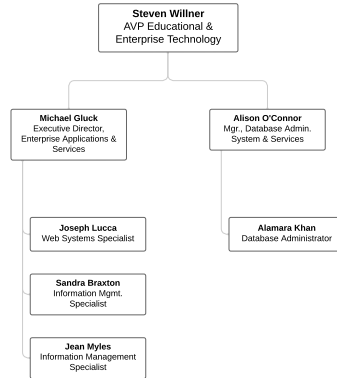 Steven Willner
AVP Educational &
Enterprise Technology
Michael Gluck
Executive Director,
Enterprise Applications &
Services
Alison O'Connor
Mgr., Database Admin.
System & Services
Joseph Lucca
Web Systems Specialist
Alamara Khan
Database Administrator
Sandra Braxton
Information Mgmt.
Specialist
Jean Myles
Information Management
Specialist